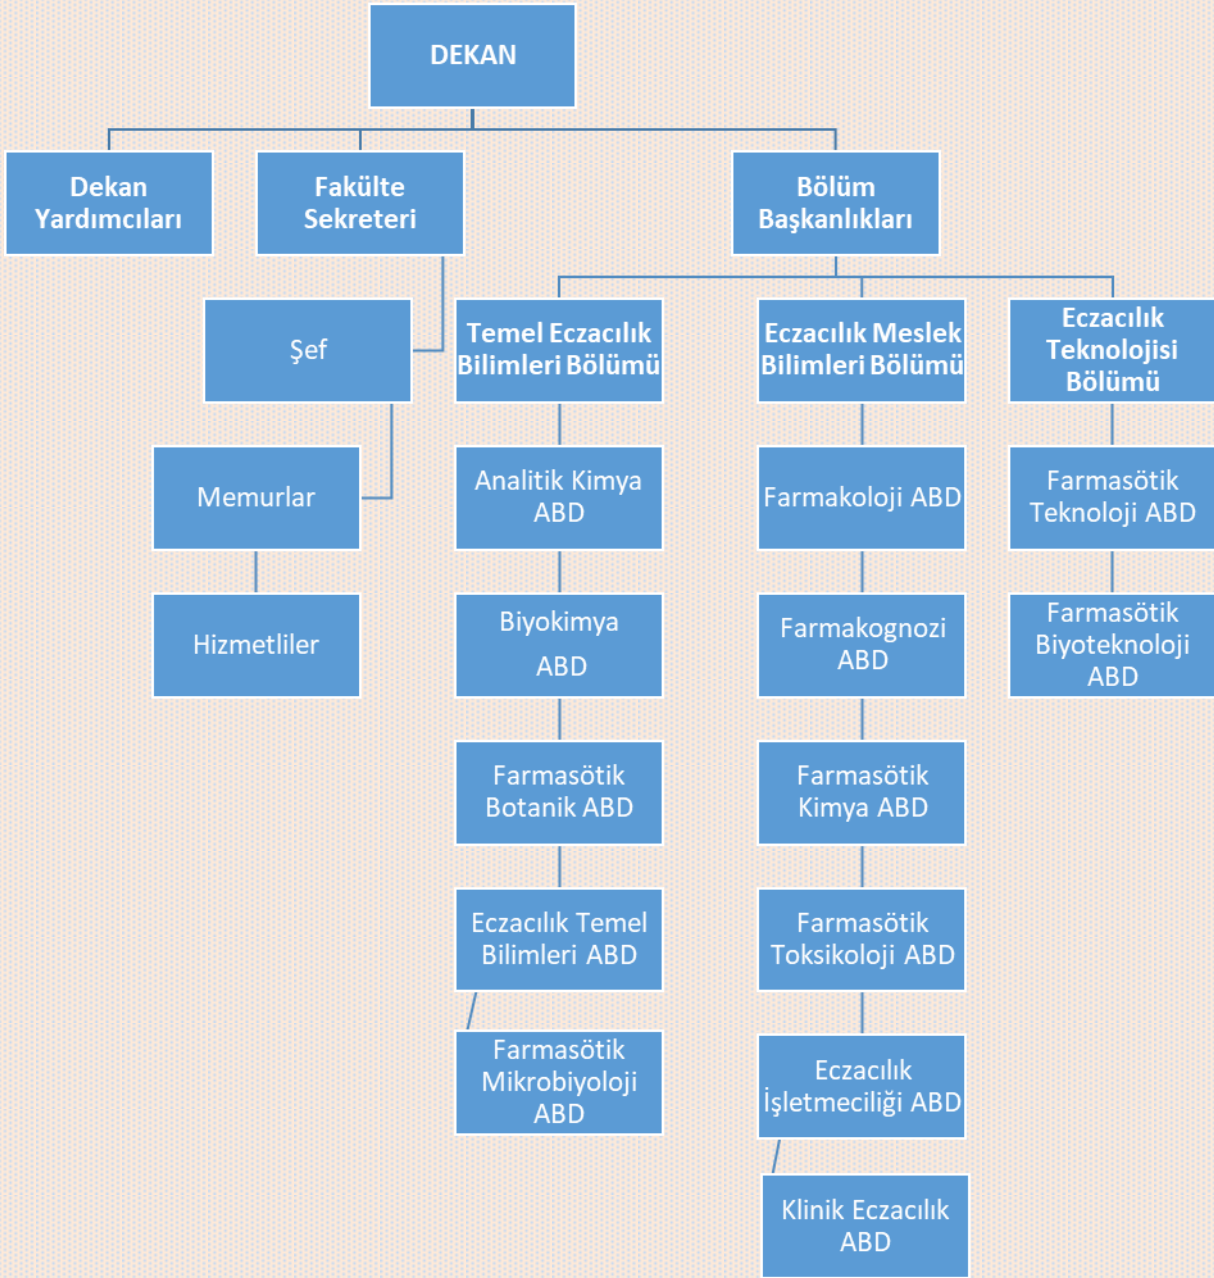 DEKAN
Dekan
Yardımcıları
Fakülte
Sekreteri
Bölüm
Başkanlıkları
Şef
Memurlar
Hizmetliler
Temel Eczacılık
Bilimleri Bölümü
Analitik Kimya
ABD
Biyokimya
ABD
Farmasötik
Botanik ABD
Eczacılık Temel
Bilimleri ABD
Farmasötik
Mikrobiyoloji
ABD
Eczacılık Meslek
Bilimleri Bölümü
Farmakoloji ABD
Farmakognozi
ABD
Farmasötik
Kimya ABD
Farmasötik
Toksikoloji ABD
Eczacılık
İşletmeciliği ABD
Klinik Eczacılık
ABD
Eczacılık
Teknolojisi
Bölümü
Farmasötik
Teknoloji ABD
Farmasötik
Biyoteknoloji
ABD